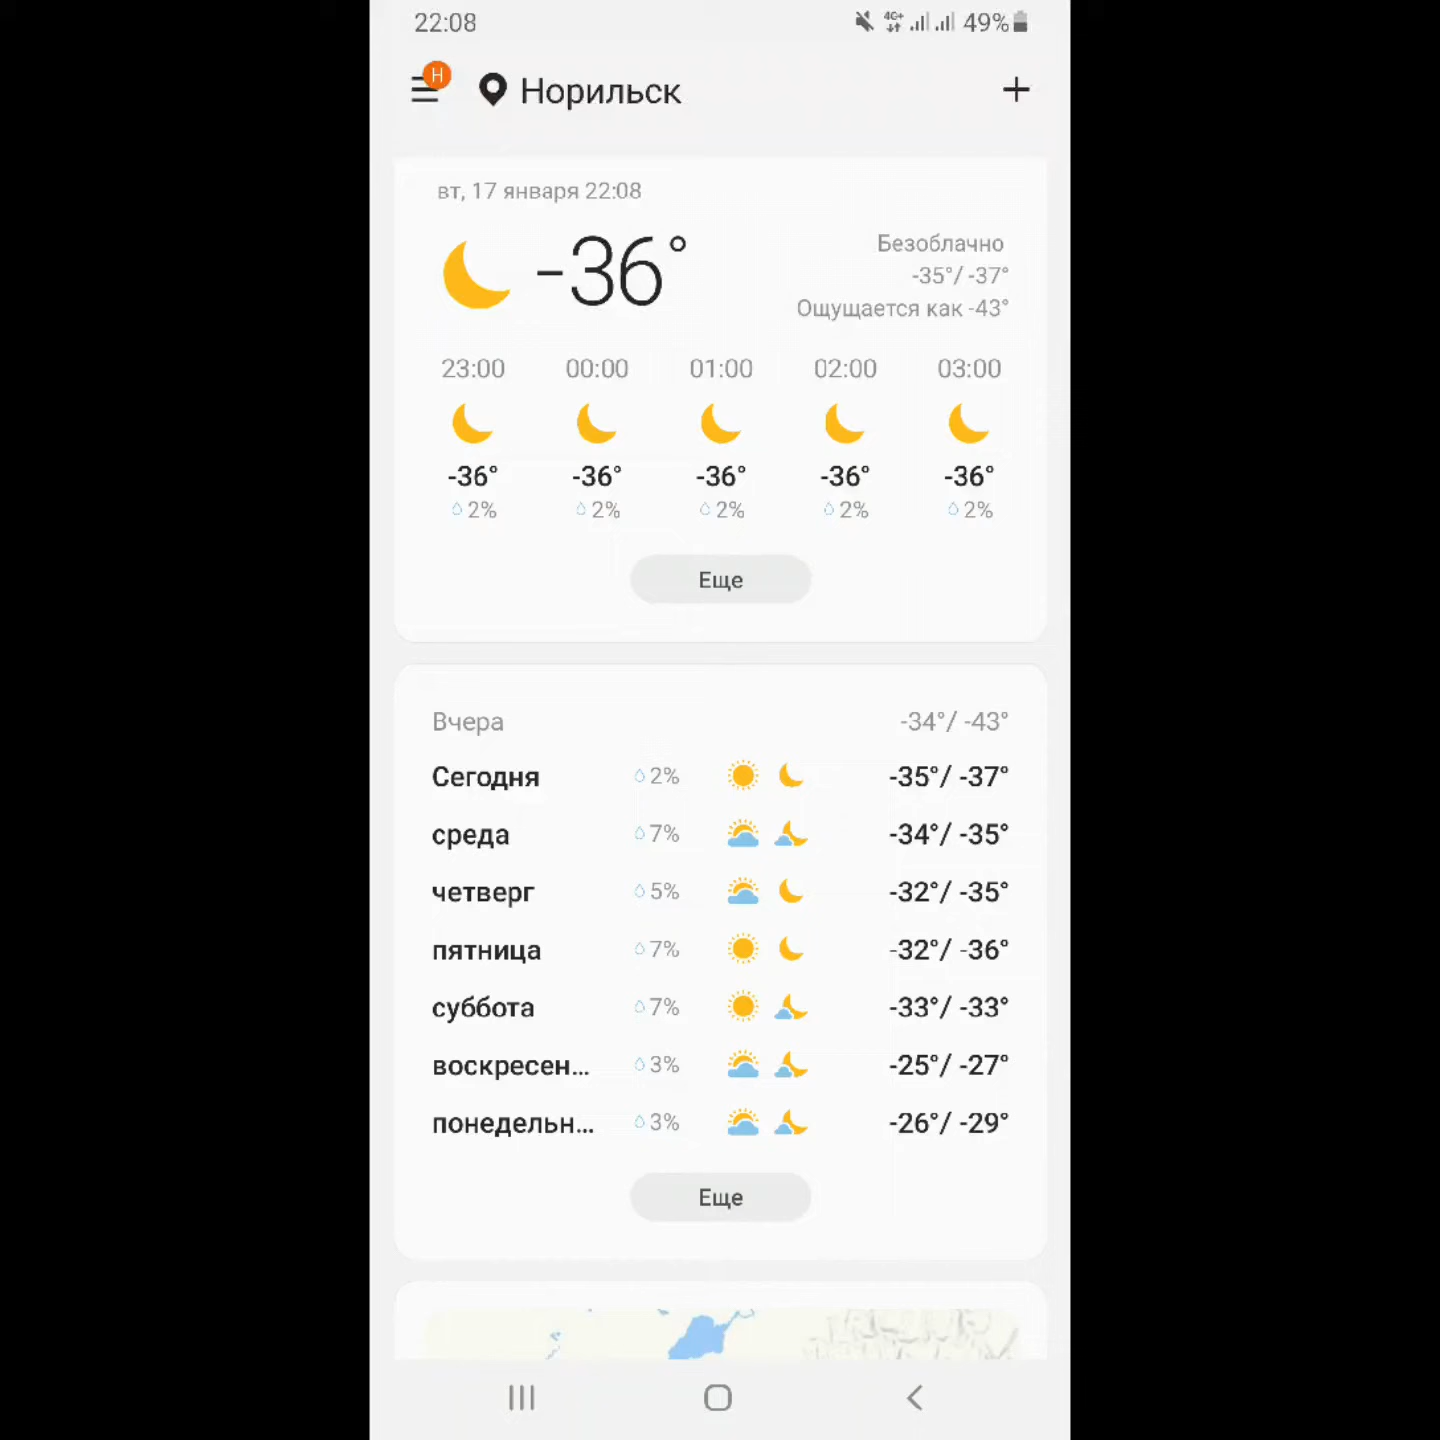 22:08 4G+ 49%
Н
Норильск
вт, 17 января 22:08
-36°
Безоблачно
-35°/ -37°
Ощущается как -43°
23:00 00:00 01:00 02:00 03:00
-36° -36° -36° -36° -36°
2% 2% 2% 2% 2%
Еще
Вчера -34°/ -43°
Сегодня 2% -35°/ -37°
среда 7% -34°/ -35°
четверг 5% -32°/ -35°
пятница 7% -32°/ -36°
суббота 7% -33°/ -33°
воскресен... 3% -25°/ -27°
понедельн... 3% -26°/ -29°
Еще